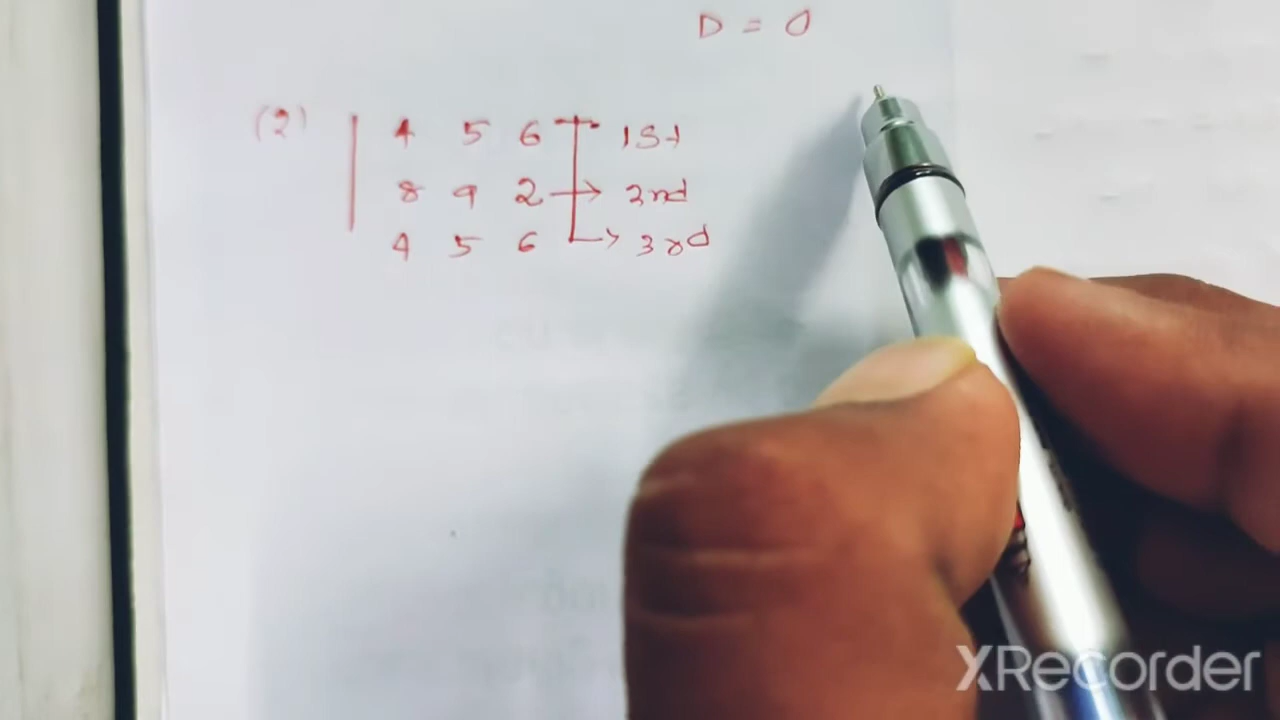 D = 0
(2) | 4 5 6 → 1st
8 9 2 → 2nd
4 5 6 → 3rd
XRecorder